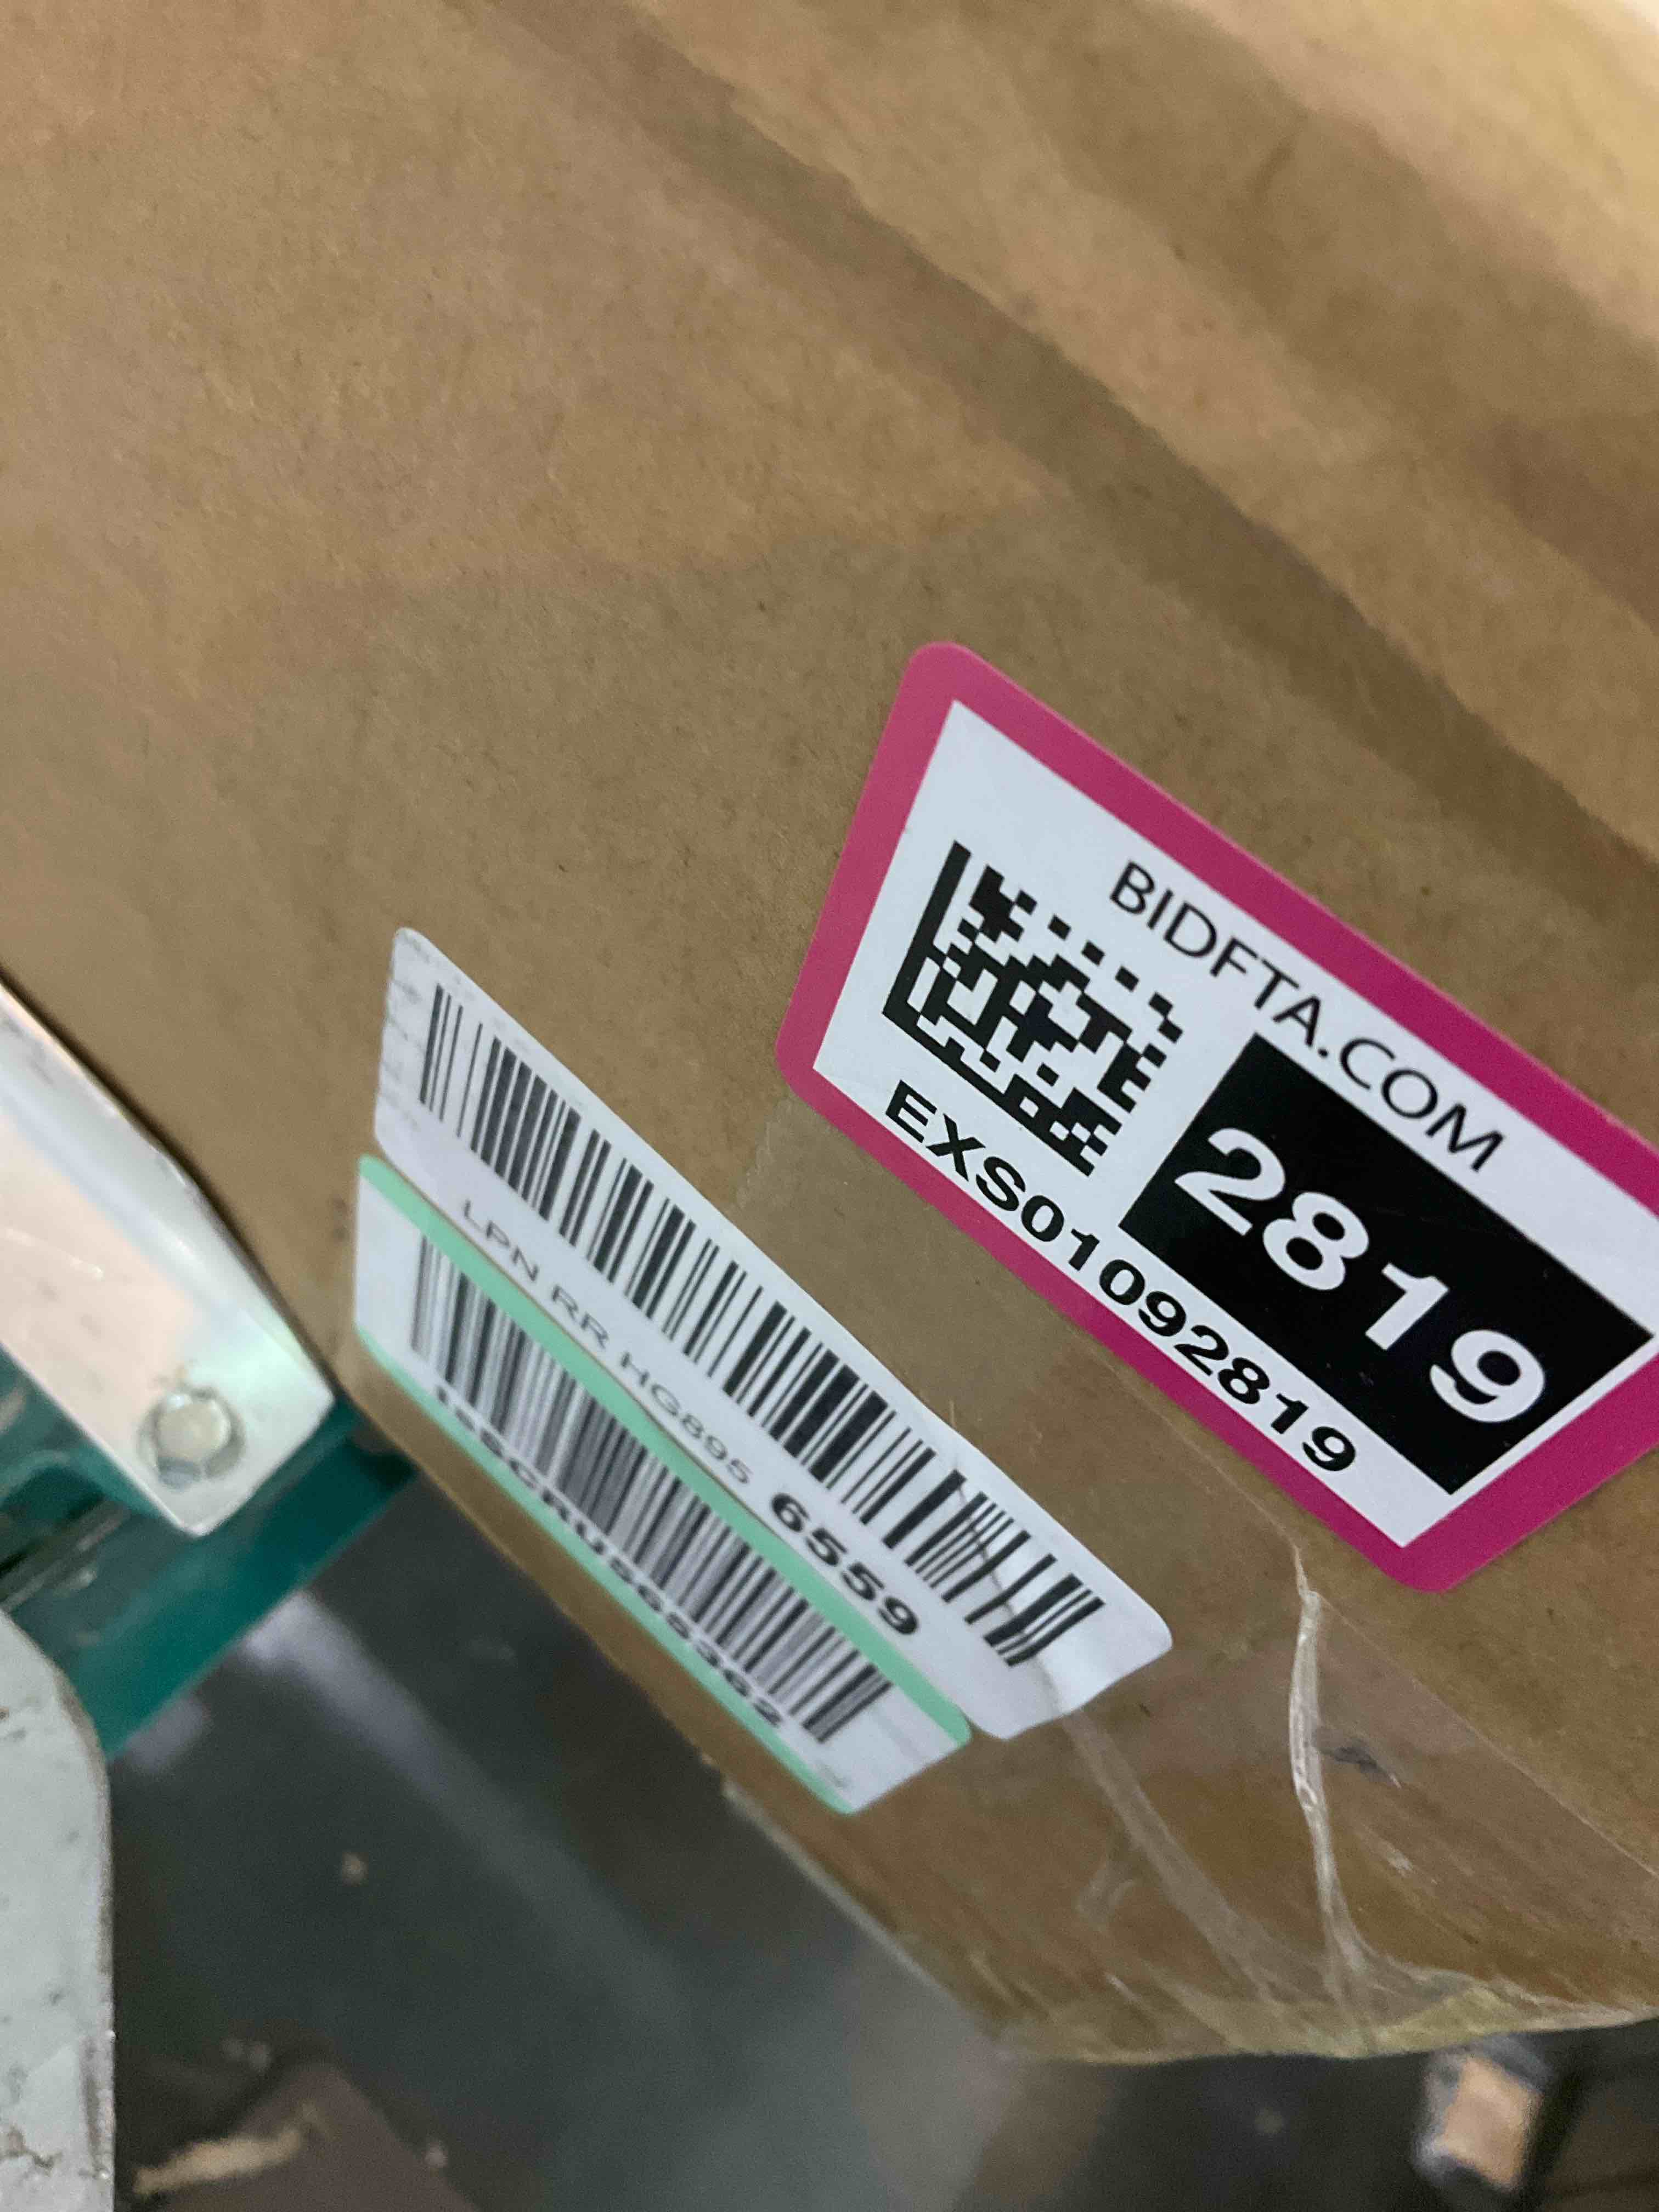 BIDFTA.COM
2819
EXS01092819
LPN RR HG895 6559